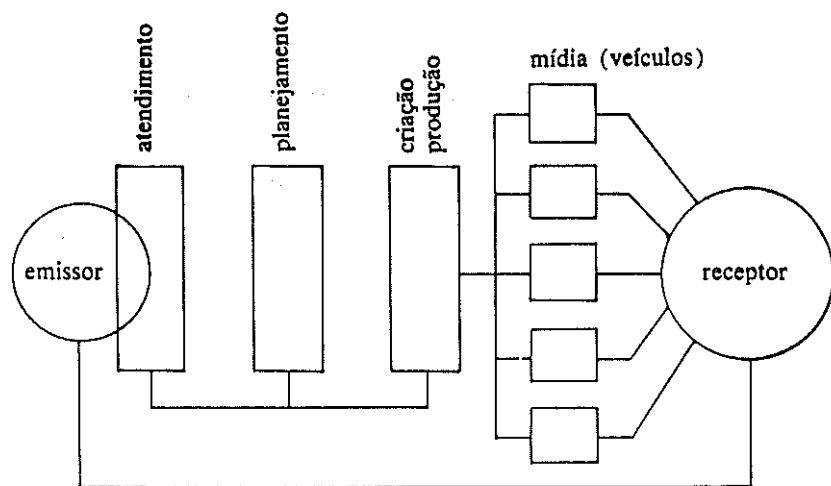 atendimento
planejamento
criação
produção
mídia (veículos)
emissor
receptor